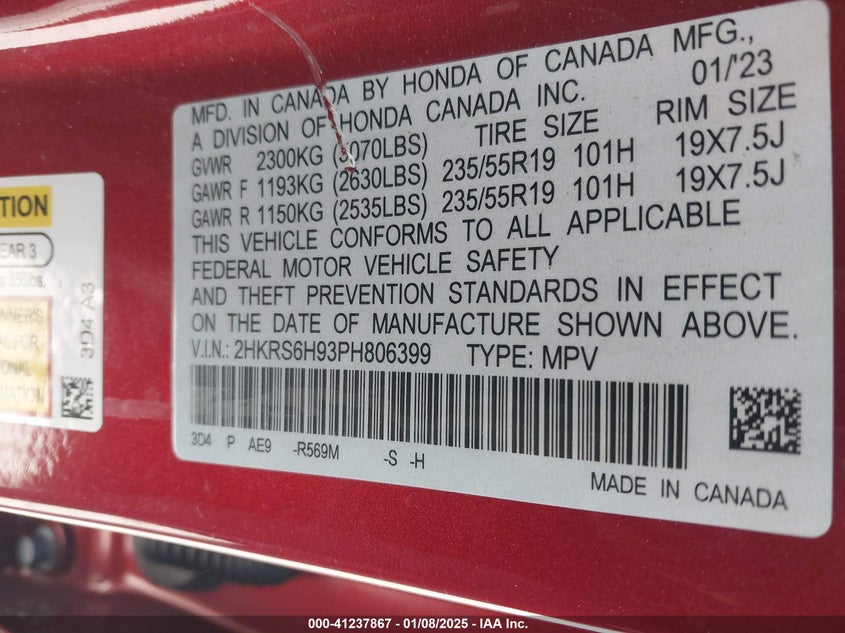 MFD. IN CANADA BY HONDA OF CANADA MFG.,
A DIVISION OF HONDA CANADA INC. 01/'23
GVWR 2300KG (5070LBS) TIRE SIZE RIM SIZE
GAWR F 1193KG (2630LBS) 235/55R19 101H 19X7.5J
GAWR R 1150KG (2535LBS) 235/55R19 101H 19X7.5J
THIS VEHICLE CONFORMS TO ALL APPLICABLE
FEDERAL MOTOR VEHICLE SAFETY
AND THEFT PREVENTION STANDARDS IN EFFECT
ON THE DATE OF MANUFACTURE SHOWN ABOVE.
V.I.N.: 2HKRS6H93PH806399 TYPE: MPV
3D4 P AE9 -R569M -S -H
MADE IN CANADA
3D4 A3
000-41237867 — 01/08/2025 — IAA Inc.